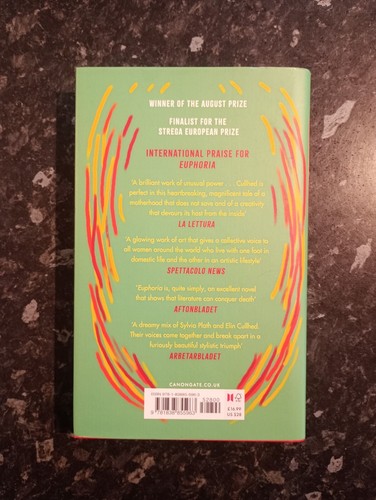 WINNER OF THE AUGUST PRIZE
FINALIST FOR THE
STREGA EUROPEAN PRIZE
INTERNATIONAL PRAISE FOR
EUPHORIA
'A brilliant work of unusual power . . . Cullhed is
perfect in this heartbreaking, magnificent tale of a
motherhood that does not save and of a creativity
that devours its host from the inside'
LA LETTURA
'A glowing work of art that gives a collective voice to
all women around the world who live with one foot in
domestic life and the other in an artistic lifestyle'
SPETTACOLO NEWS
'Euphoria is, quite simply, an excellent novel
that shows that literature can conquer death'
AFTONBLADET
'A dreamy mix of Sylvia Plath and Elin Cullhed.
Their voices come together and break apart in a
furiously beautiful stylistic triumph'
ARBETARBLADET
CANONGATE.CO.UK
FSC
£16.99
US $28